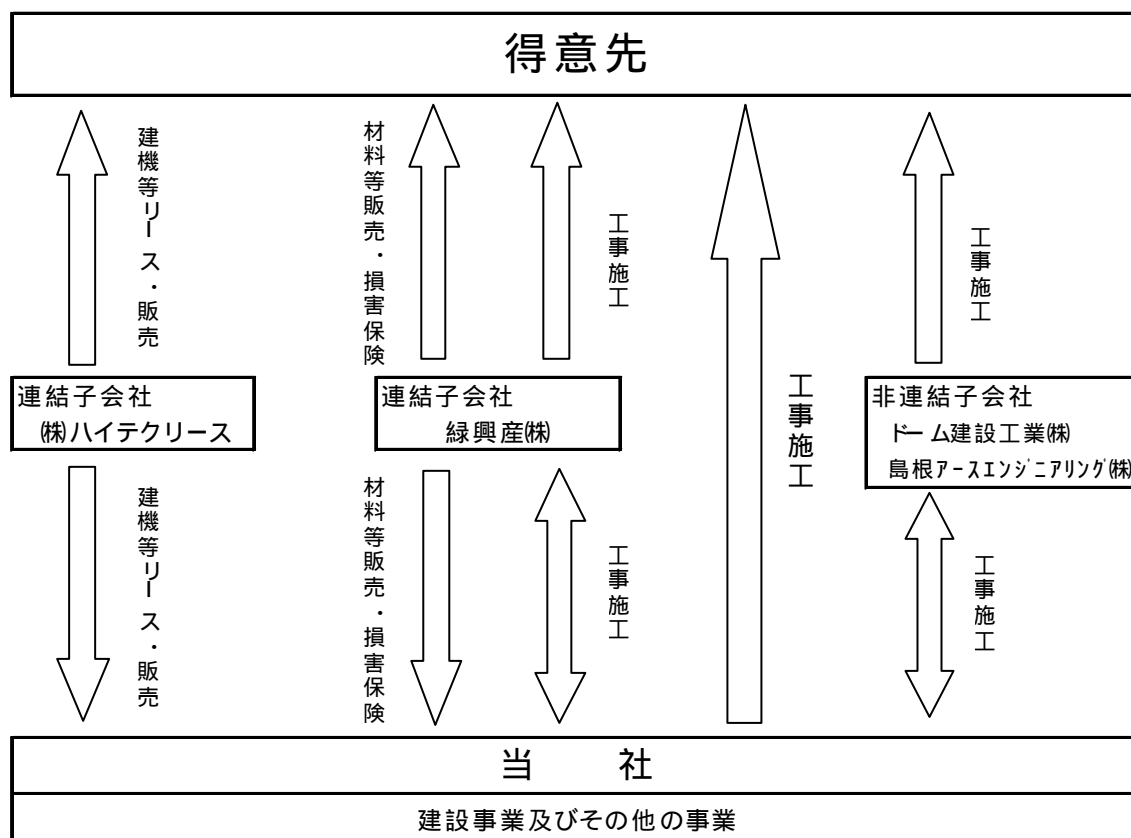 得意先
建機等リース・販売
材料等販売・損害保険
工事施工
工事施工
工事施工
連結子会社
㈱ハイテクリース
連結子会社
緑興産㈱
非連結子会社
ドーム建設工業㈱
島根ｱｰｽｴﾝｼﾞﾆｱﾘﾝｸﾞ㈱
建機等リース・販売
材料等販売・損害保険
工事施工
工事施工
当　　社
建設事業及びその他の事業